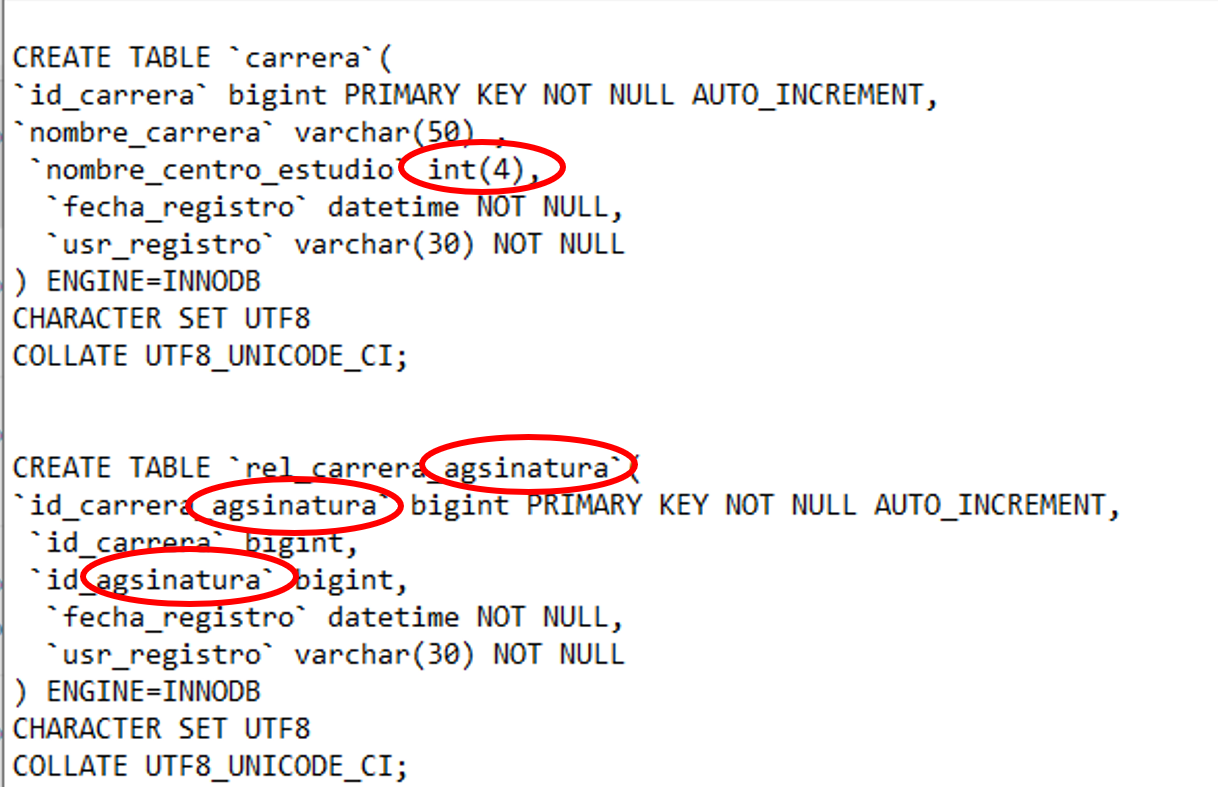 CREATE TABLE `carrera`(
`id_carrera` bigint PRIMARY KEY NOT NULL AUTO_INCREMENT,
`nombre_carrera` varchar(50) ,
`nombre_centro_estudio` int(4),
`fecha_registro` datetime NOT NULL,
`usr_registro` varchar(30) NOT NULL
) ENGINE=INNODB
CHARACTER SET UTF8
COLLATE UTF8_UNICODE_CI;
CREATE TABLE `rel_carrera_agsinatura`(
`id_carrera_agsinatura` bigint PRIMARY KEY NOT NULL AUTO_INCREMENT,
`id_carrera` bigint,
`id_agsinatura` bigint,
`fecha_registro` datetime NOT NULL,
`usr_registro` varchar(30) NOT NULL
) ENGINE=INNODB
CHARACTER SET UTF8
COLLATE UTF8_UNICODE_CI;